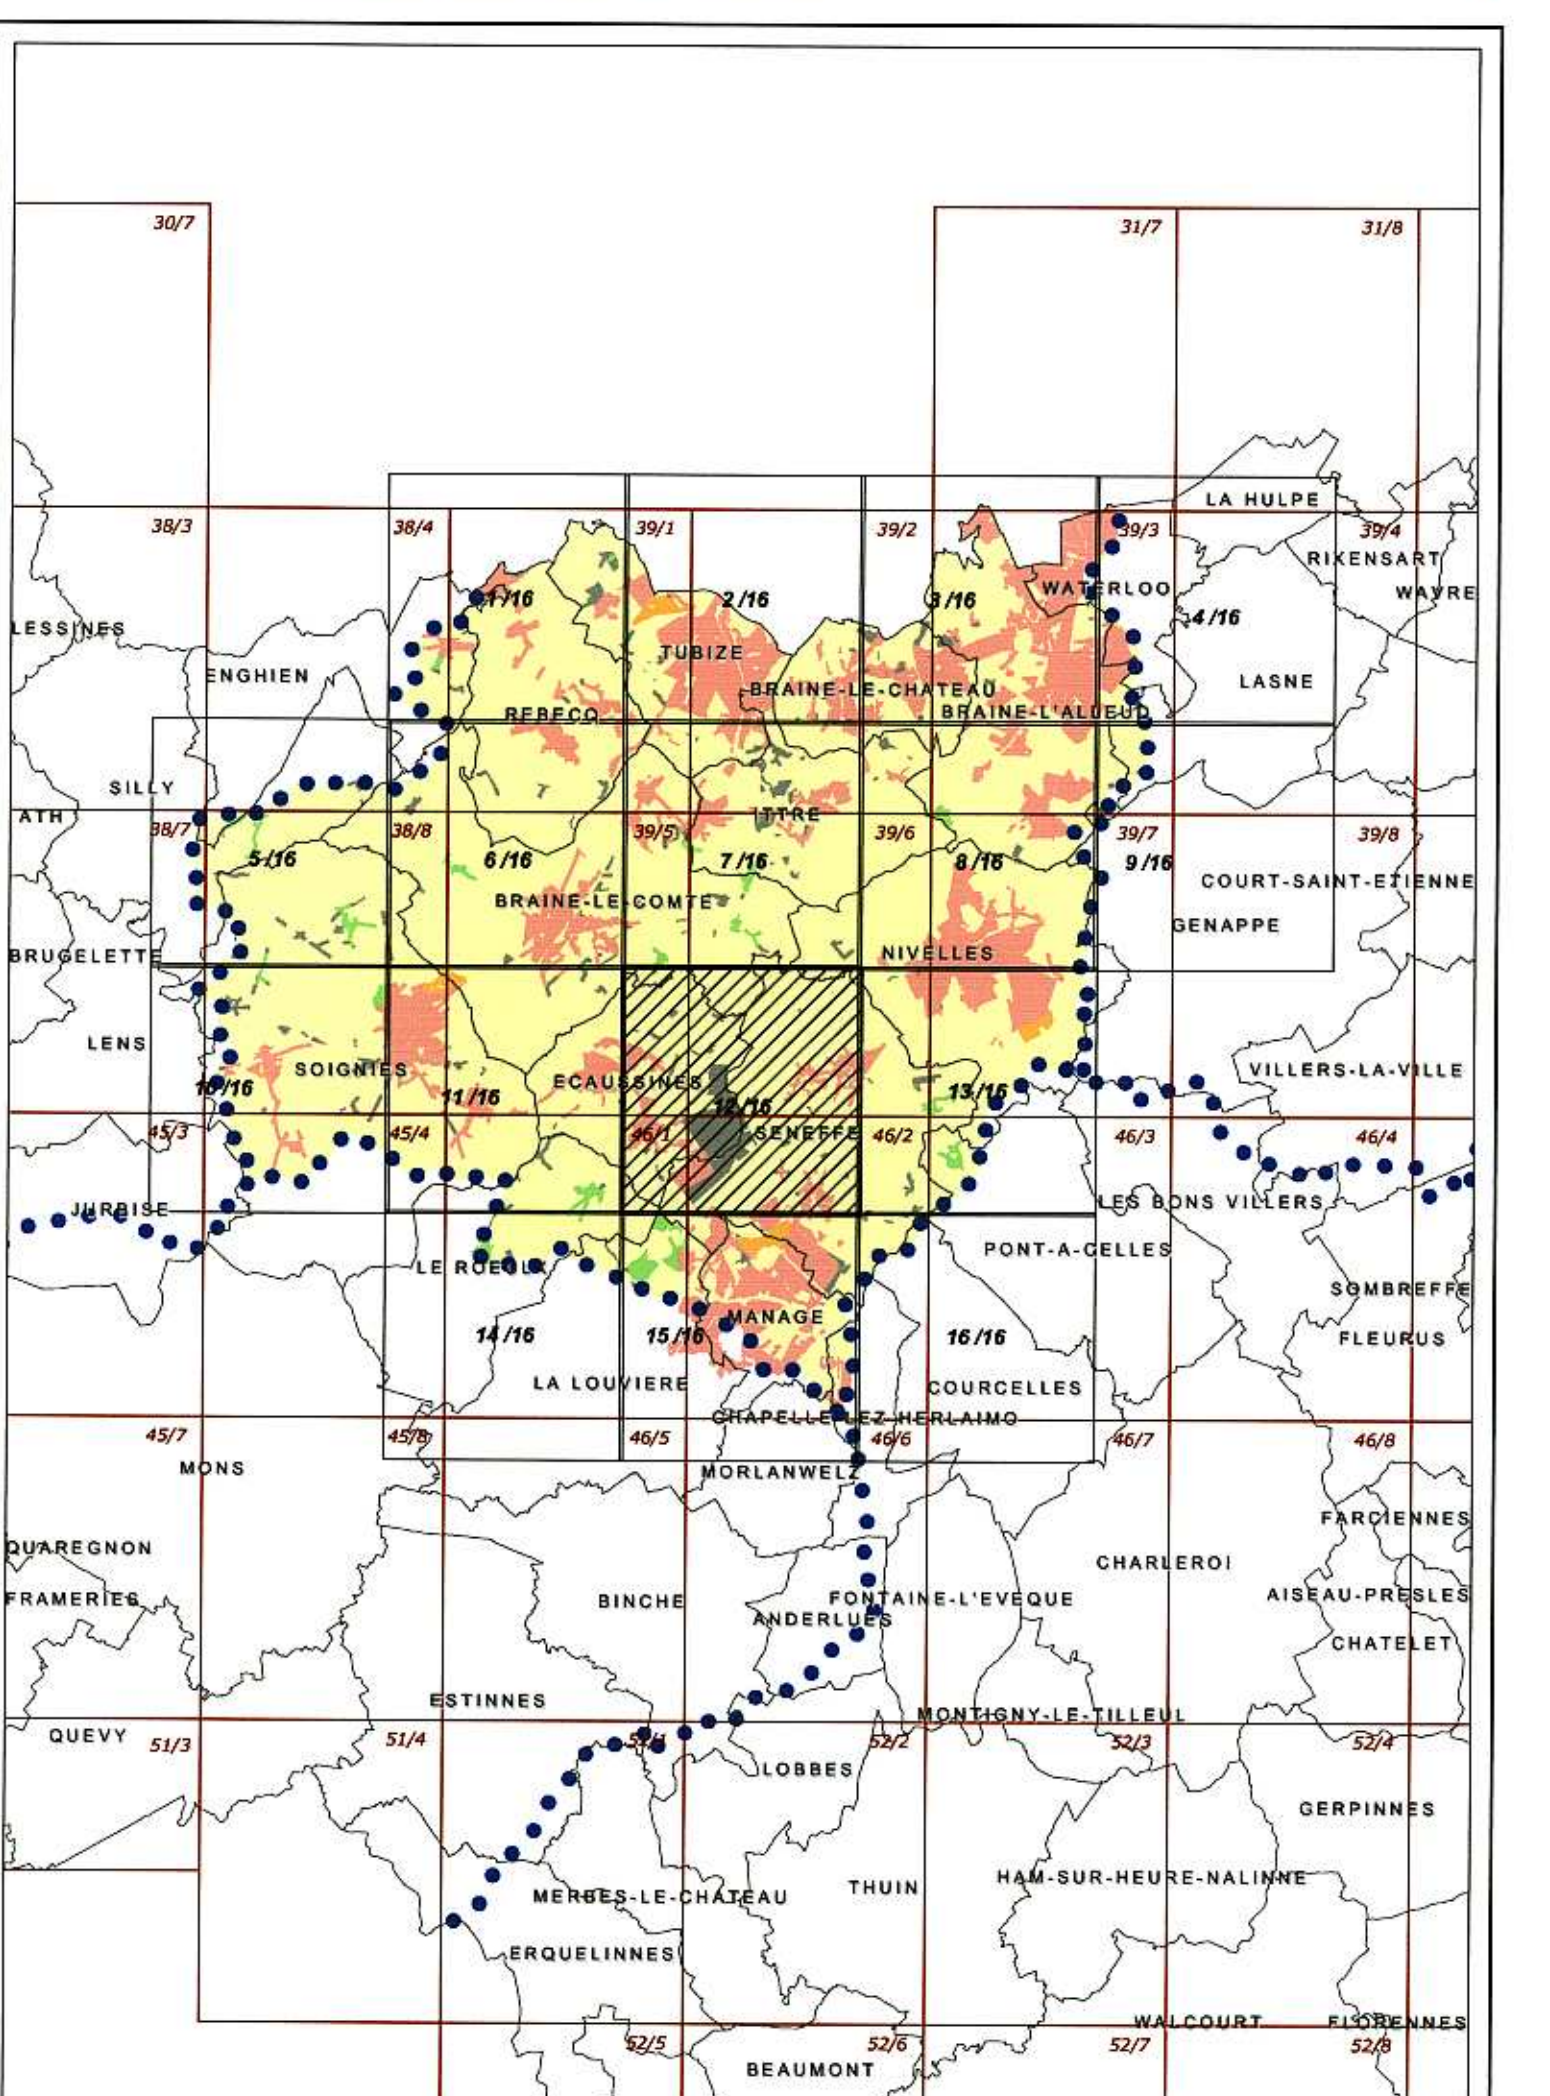 30/7
31/7
31/8
LA HULPE
38/3
38/4
39/1
39/2
39/3
39/4
RIXENSART
WATERLOO
WAVRE
1/16
2/16
3/16
4/16
LESSINES
TUBIZE
ENGHIEN
LASNE
BRAINE-LE-CHATEAU
REBECQ
BRAINE-L'ALLEUD
SILLY
ATH
ITTRE
38/7
38/8
39/5
39/6
39/7
39/8
5/16
6/16
7/16
8/16
9/16
COURT-SAINT-ETIENNE
BRAINE-LE-COMTE
GENAPPE
BRUGELETTE
NIVELLES
LENS
SOIGNIES
VILLERS-LA-VILLE
ECAUSSINES
10/16
11/16
12/16
13/16
45/3
45/4
46/1
SENEFFE
46/2
46/3
46/4
JURBISE
LES BONS VILLERS
PONT-A-CELLES
LE ROEULX
SOMBREFFE
MANAGE
14/16
15/16
16/16
FLEURUS
LA LOUVIERE
COURCELLES
CHAPELLE-LEZ-HERLAIMO
45/7
45/8
46/5
46/6
46/7
46/8
MONS
MORLANWELZ
FARCIENNES
QUAREGNON
CHARLEROI
FRAMERIES
BINCHE
FONTAINE-L'EVEQUE
AISEAU-PRESLES
ANDERLUES
CHATELET
ESTINNES
MONTIGNY-LE-TILLEUL
QUEVY
51/3
51/4
52/1
52/2
52/3
52/4
LOBBES
GERPINNES
HAM-SUR-HEURE-NALINNE
THUIN
MERBES-LE-CHATEAU
ERQUELINNES
WALCOURT
FLORENNES
52/5
52/6
52/7
52/8
BEAUMONT